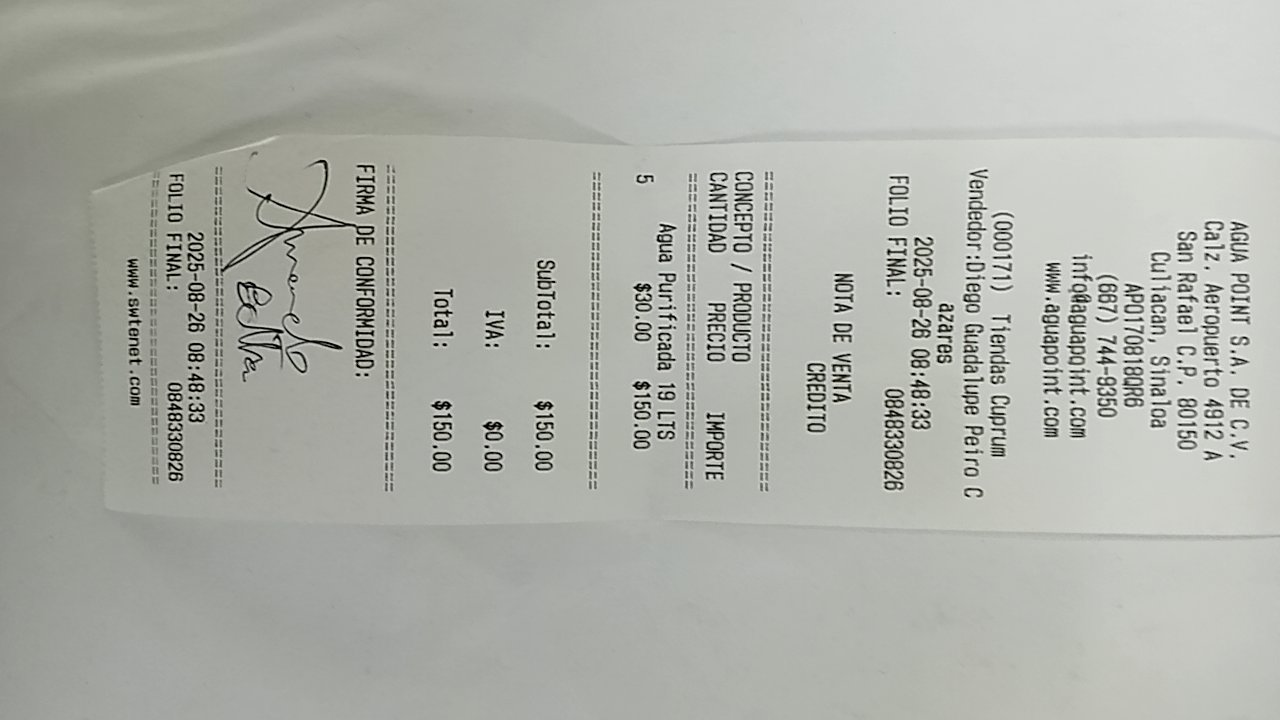 AGUA POINT S.A. DE C.V.
Calz. Aeropuerto 4912 A
San Rafael C.P. 80150
Culiacan, Sinaloa
APO170818QR6
(667) 744-9350
info@aguapoint.com
www.aguapoint.com
(000171) Tiendas Cuprum
Vendedor:Diego Guadalupe Peiro C
azares
2025-08-26 08:48:33
FOLIO FINAL: 0848330826
NOTA DE VENTA
CREDITO
================================
CONCEPTO / PRODUCTO
CANTIDAD PRECIO IMPORTE
================================
Agua Purificada 19 LTS
5 $30.00 $150.00
================================
SubTotal: $150.00
IVA: $0.00
Total: $150.00
================================
FIRMA DE CONFORMIDAD:
================================
2025-08-26 08:48:33
FOLIO FINAL: 0848330826
================================
www.swtenet.com